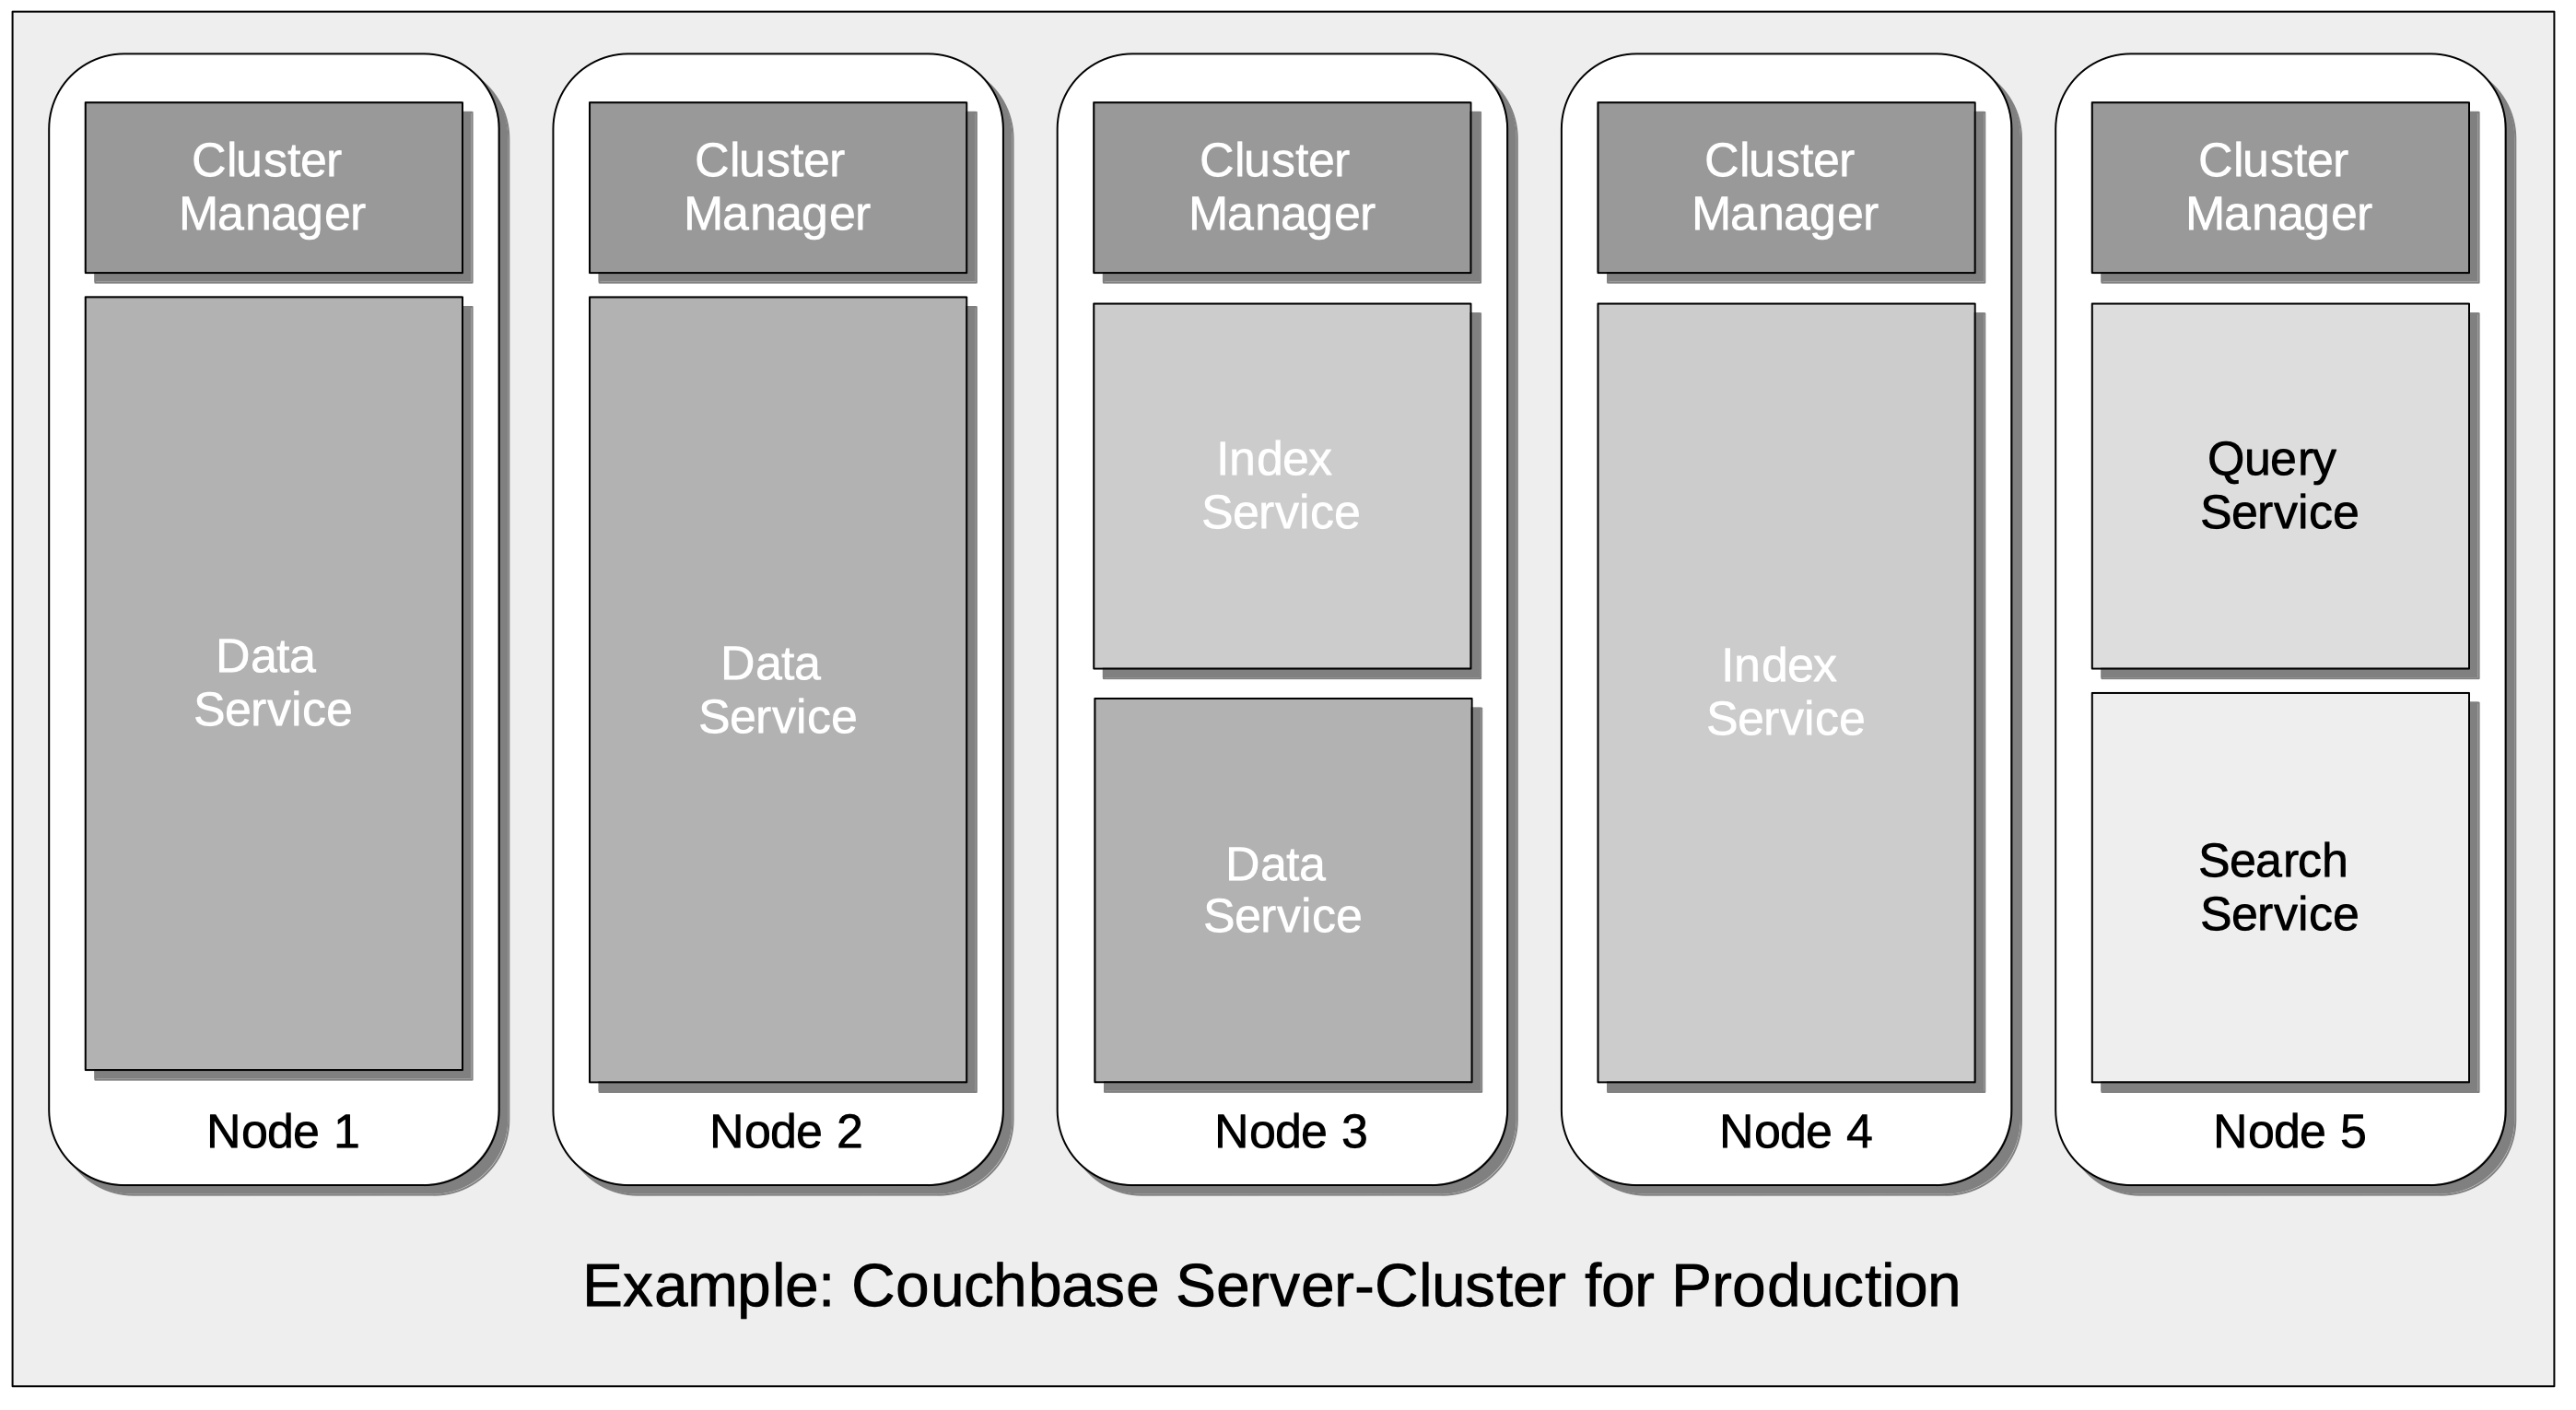 Cluster
Manager
Data
Service
Node 1
Cluster
Manager
Data
Service
Node 2
Cluster
Manager
Index
Service
Data
Service
Node 3
Cluster
Manager
Index
Service
Node 4
Cluster
Manager
Query
Service
Search
Service
Node 5
Example: Couchbase Server-Cluster for Production